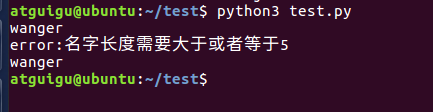 atguigu@ubuntu:~/test$ python3 test.py
wanger
error:名字长度需要大于或者等于5
wanger
atguigu@ubuntu:~/test$